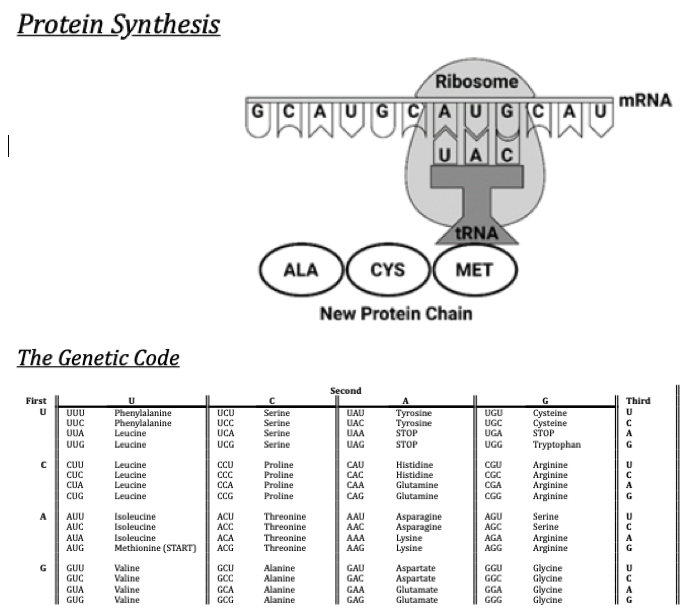 Protein Synthesis
Ribosome
mRNA
G C A U G C A U G C A U
U A C
tRNA
ALA CYS MET
New Protein Chain
The Genetic Code
Second
First U C A G Third
U UUU Phenylalanine UCU Serine UAU Tyrosine UGU Cysteine U
UUC Phenylalanine UCC Serine UAC Tyrosine UGC Cysteine C
UUA Leucine UCA Serine UAA STOP UGA STOP A
UUG Leucine UCG Serine UAG STOP UGG Tryptophan G
C CUU Leucine CCU Proline CAU Histidine CGU Arginine U
CUC Leucine CCC Proline CAC Histidine CGC Arginine C
CUA Leucine CCA Proline CAA Glutamine CGA Arginine A
CUG Leucine CCG Proline CAG Glutamine CGG Arginine G
A AUU Isoleucine ACU Threonine AAU Asparagine AGU Serine U
AUC Isoleucine ACC Threonine AAC Asparagine AGC Serine C
AUA Isoleucine ACA Threonine AAA Lysine AGA Arginine A
AUG Methionine (START) ACG Threonine AAG Lysine AGG Arginine G
G GUU Valine GCU Alanine GAU Aspartate GGU Glycine U
GUC Valine GCC Alanine GAC Aspartate GGC Glycine C
GUA Valine GCA Alanine GAA Glutamate GGA Glycine A
GUG Valine GCG Alanine GAG Glutamate GGG Glycine G